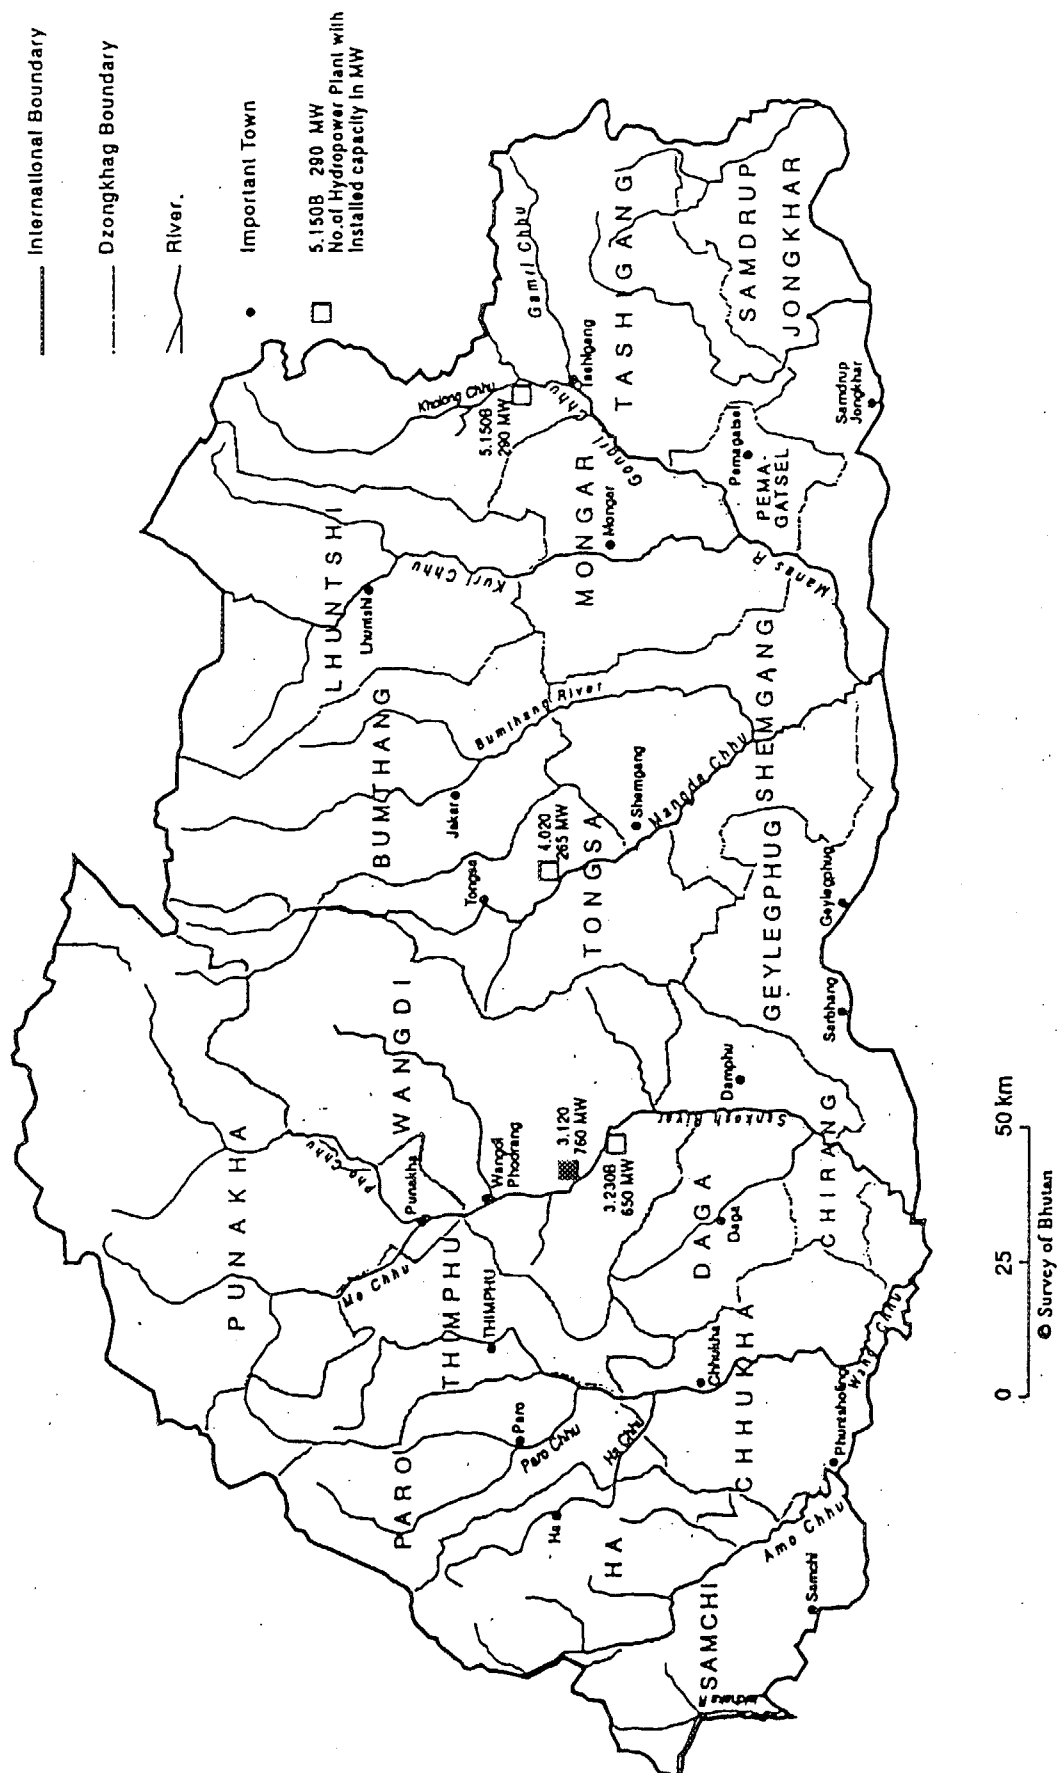 International Boundary
Dzongkhag Boundary
River.
Important Town
5.150B 290 MW
No.of Hydropower Plant with
Installed capacity in MW
PUNAKHA
Pho Chhu
Mo Chhu
Punakha
WANGDI
Wangdi
Phodrang
THIMPHU
THIMPHU
PARO
Paro
Paro Chhu
HA
Ha
Ha Chhu
SAMCHI
Samchi
Amo Chhu
CHHUKHA
Chhukha
Phuntsholing
Wang Chhu
DAGA
Daga
CHIRANG
Damphu
Sankosh River
3.120
760 MW
3.230B
650 MW
BUMTHANG
Jakar
Bumthang River
TONGSA
Tongsa
4.020
265 MW
Mangde Chhu
Shemgang
SHEMGANG
GEYLEGPHUG
Geylegphug
Sarbhang
LHUNTSHI
Lhuntshi
Kuri Chhu
MONGAR
Mongar
Manas R
Kholong Chhu
5.150B
290 MW
Gongri Chhu
Gamri Chhu
Tashigang
TASHIGANG
Pemagatsel
PEMA-
GATSEL
SAMDRUP
JONGKHAR
Samdrup
Jongkhar
0 25 50 km
© Survey of Bhutan